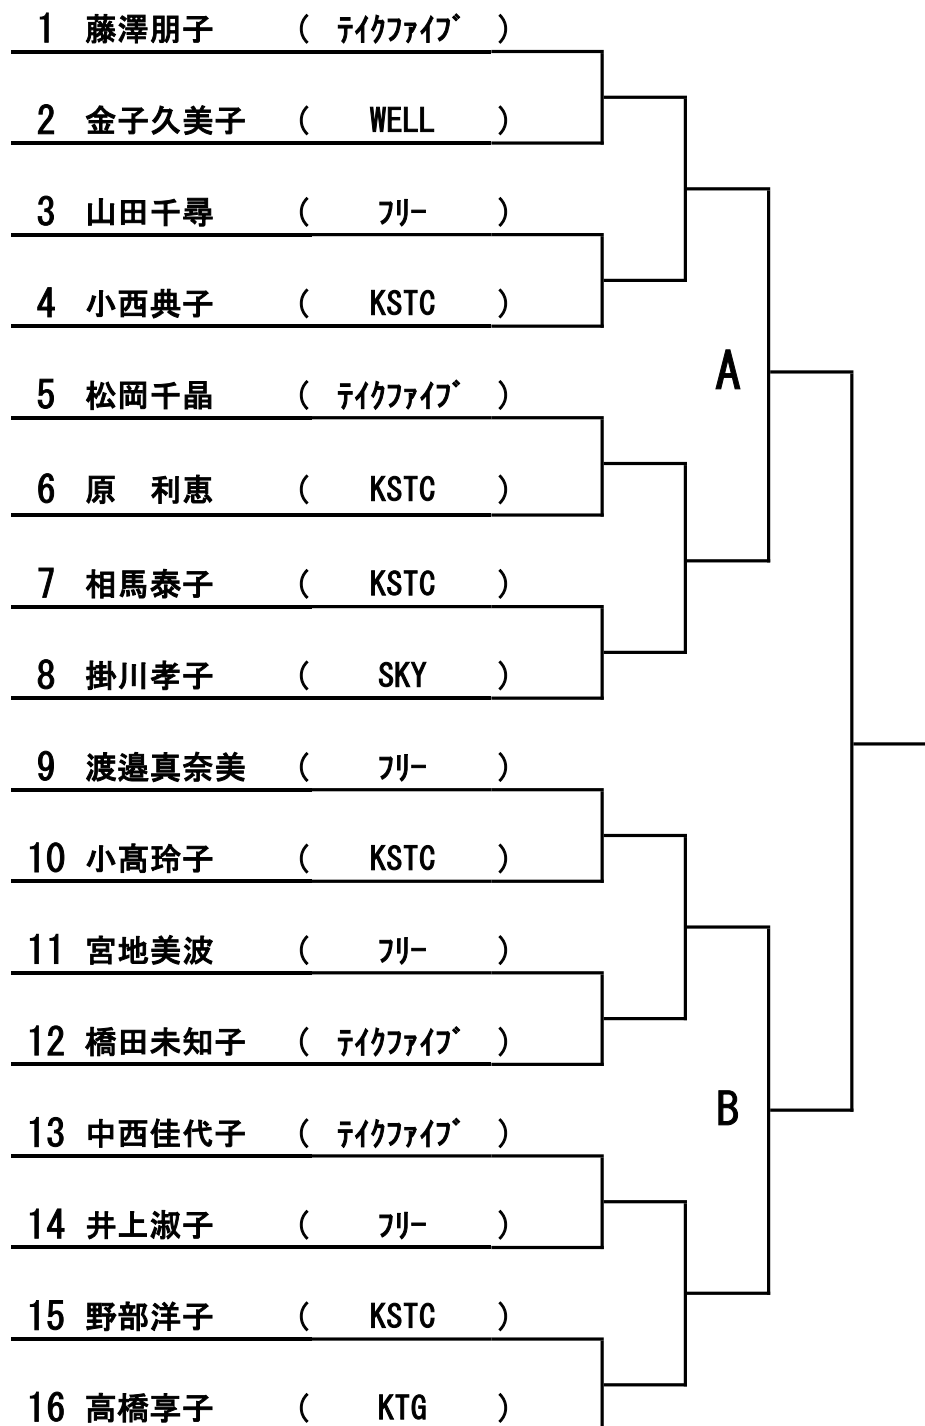 1 藤澤朋子 ( ﾃｲｸﾌｧｲﾌﾞ )
2 金子久美子 ( WELL )
3 山田千尋 ( ﾌﾘｰ )
4 小西典子 ( KSTC )
A
5 松岡千晶 ( ﾃｲｸﾌｧｲﾌﾞ )
6 原　利恵 ( KSTC )
7 相馬泰子 ( KSTC )
8 掛川孝子 ( SKY )
9 渡邉真奈美 ( ﾌﾘｰ )
10 小髙玲子 ( KSTC )
11 宮地美波 ( ﾌﾘｰ )
12 橋田未知子 ( ﾃｲｸﾌｧｲﾌﾞ )
B
13 中西佳代子 ( ﾃｲｸﾌｧｲﾌﾞ )
14 井上淑子 ( ﾌﾘｰ )
15 野部洋子 ( KSTC )
16 高橋享子 ( KTG )